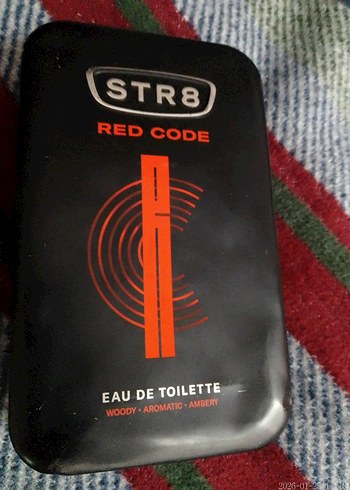 STR8
RED CODE
EAU DE TOILETTE
WOODY • AROMATIC • AMBERY